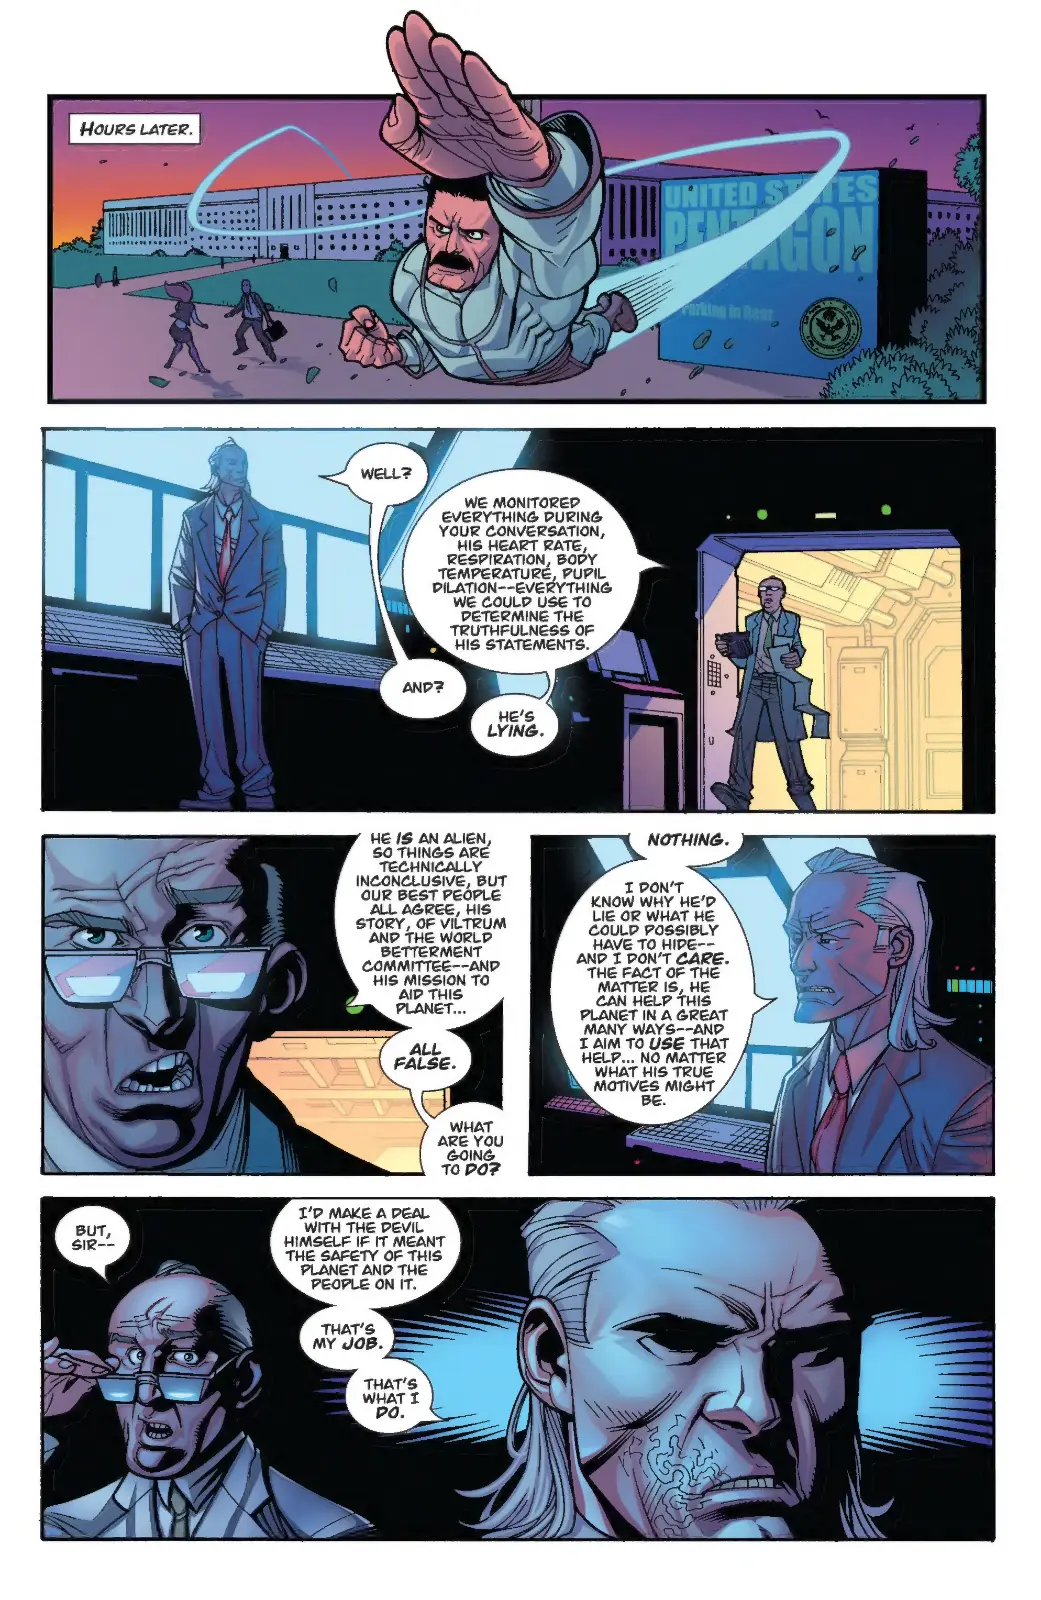 HOURS LATER.
UNITED STATES
PENTAGON
Parking in Rear
WELL?
WE MONITORED
EVERYTHING DURING
YOUR CONVERSATION,
HIS HEART RATE,
RESPIRATION, BODY
TEMPERATURE, PUPIL
DILATION--EVERYTHING
WE COULD USE TO
DETERMINE THE
TRUTHFULNESS OF
HIS STATEMENTS.
AND?
HE'S
LYING.
HE IS AN ALIEN,
SO THINGS ARE
TECHNICALLY
INCONCLUSIVE, BUT
OUR BEST PEOPLE
ALL AGREE, HIS
STORY, OF VILTRUM
AND THE WORLD
BETTERMENT
COMMITTEE--AND
HIS MISSION TO
AID THIS
PLANET...
ALL
FALSE.
WHAT
ARE YOU
GOING
TO DO?
NOTHING.
I DON'T
KNOW WHY HE'D
LIE OR WHAT HE
COULD POSSIBLY
HAVE TO HIDE--
AND I DON'T CARE.
THE FACT OF THE
MATTER IS, HE
CAN HELP THIS
PLANET IN A GREAT
MANY WAYS--AND
I AIM TO USE THAT
HELP... NO MATTER
WHAT HIS TRUE
MOTIVES MIGHT
BE.
BUT,
SIR--
I'D MAKE A DEAL
WITH THE DEVIL
HIMSELF IF IT MEANT
THE SAFETY OF THIS
PLANET AND THE
PEOPLE ON IT.
THAT'S
MY JOB.
THAT'S
WHAT I
DO.